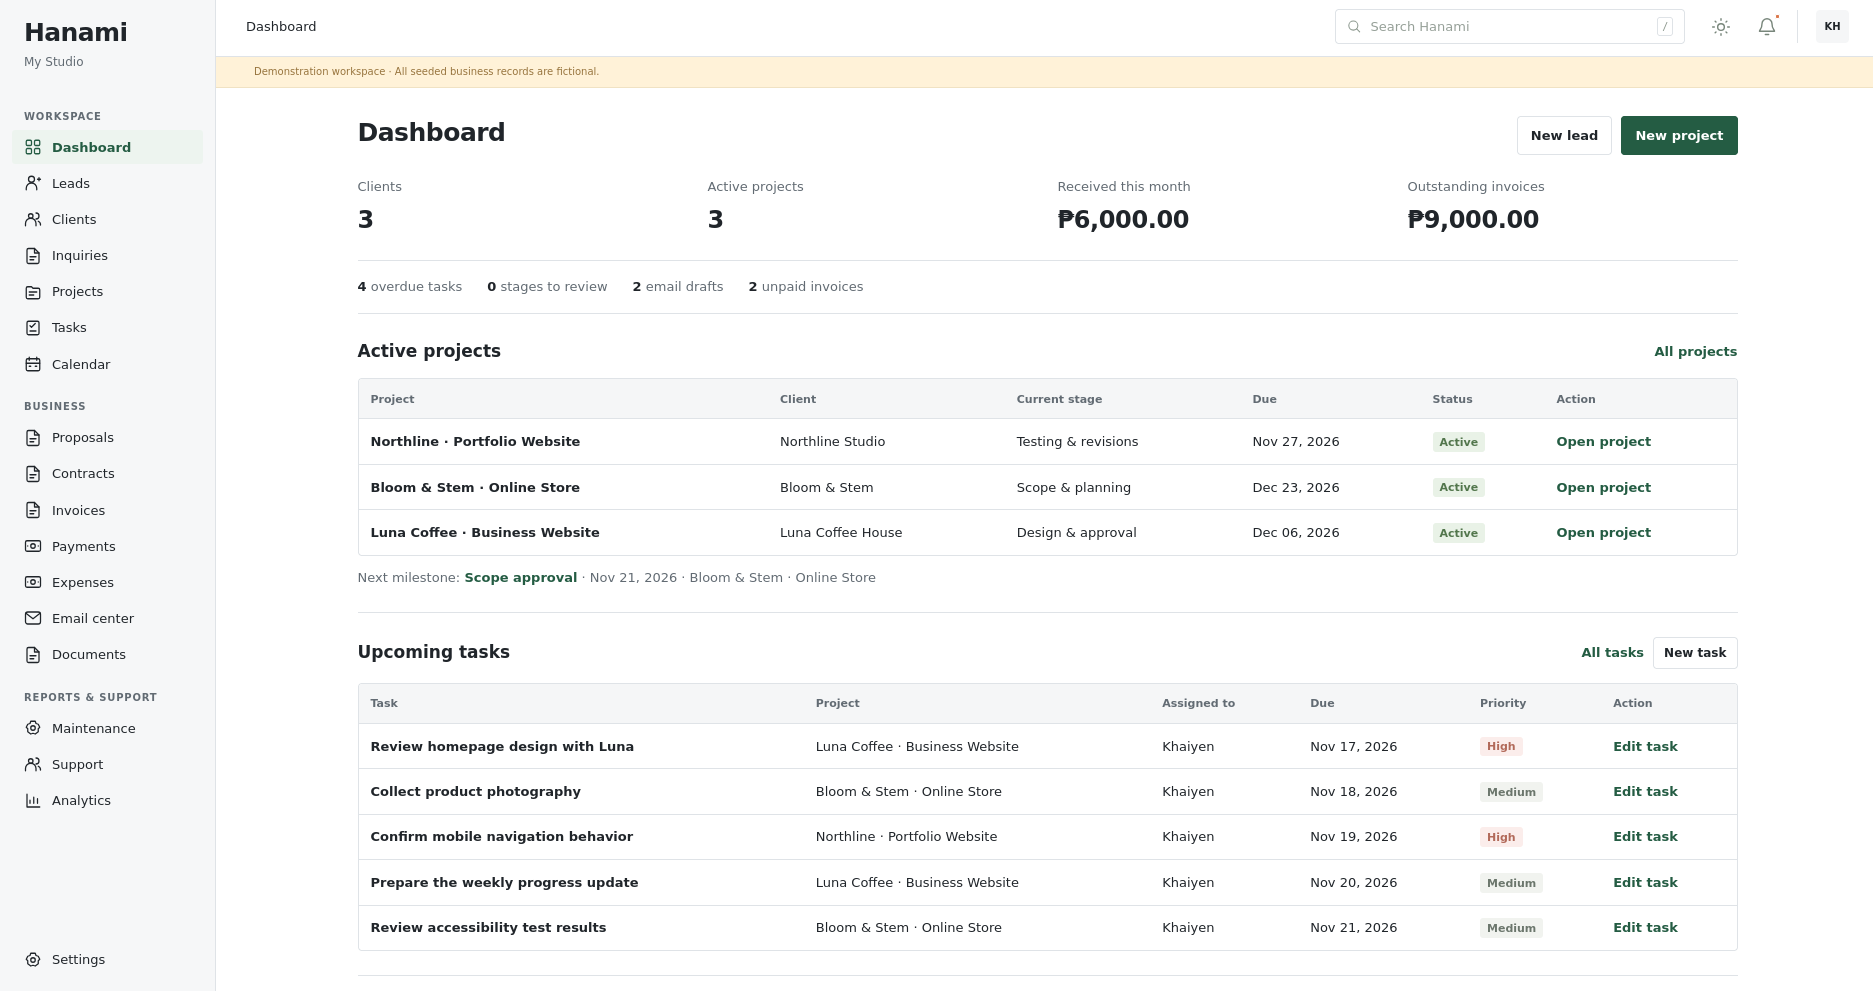 Hanami
My Studio
WORKSPACE
Dashboard
Leads
Clients
Inquiries
Projects
Tasks
Calendar
BUSINESS
Proposals
Contracts
Invoices
Payments
Expenses
Email center
Documents
REPORTS & SUPPORT
Maintenance
Support
Analytics
Settings
Dashboard
Search Hanami /
KH
Demonstration workspace · All seeded business records are fictional.
Dashboard
New lead New project
Clients Active projects Received this month Outstanding invoices
3 3 ₱6,000.00 ₱9,000.00
4 overdue tasks 0 stages to review 2 email drafts 2 unpaid invoices
Active projects All projects
Project Client Current stage Due Status Action
Northline · Portfolio Website Northline Studio Testing & revisions Nov 27, 2026 Active Open project
Bloom & Stem · Online Store Bloom & Stem Scope & planning Dec 23, 2026 Active Open project
Luna Coffee · Business Website Luna Coffee House Design & approval Dec 06, 2026 Active Open project
Next milestone: Scope approval · Nov 21, 2026 · Bloom & Stem · Online Store
Upcoming tasks All tasks New task
Task Project Assigned to Due Priority Action
Review homepage design with Luna Luna Coffee · Business Website Khaiyen Nov 17, 2026 High Edit task
Collect product photography Bloom & Stem · Online Store Khaiyen Nov 18, 2026 Medium Edit task
Confirm mobile navigation behavior Northline · Portfolio Website Khaiyen Nov 19, 2026 High Edit task
Prepare the weekly progress update Luna Coffee · Business Website Khaiyen Nov 20, 2026 Medium Edit task
Review accessibility test results Bloom & Stem · Online Store Khaiyen Nov 21, 2026 Medium Edit task